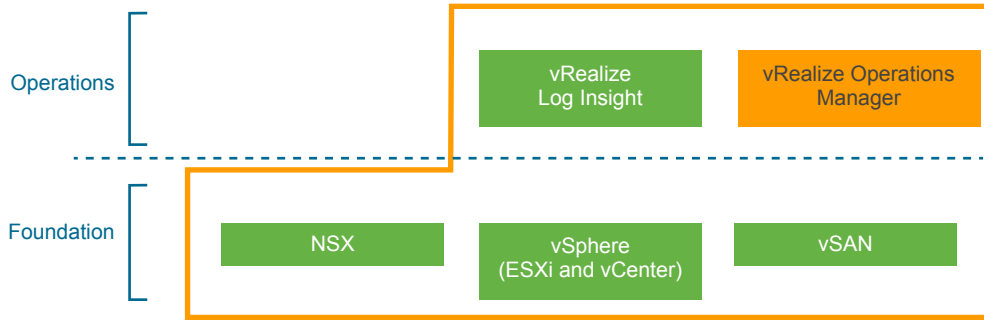 Operations
vRealize
Log Insight
vRealize Operations
Manager
Foundation
NSX
vSphere
(ESXi and vCenter)
vSAN